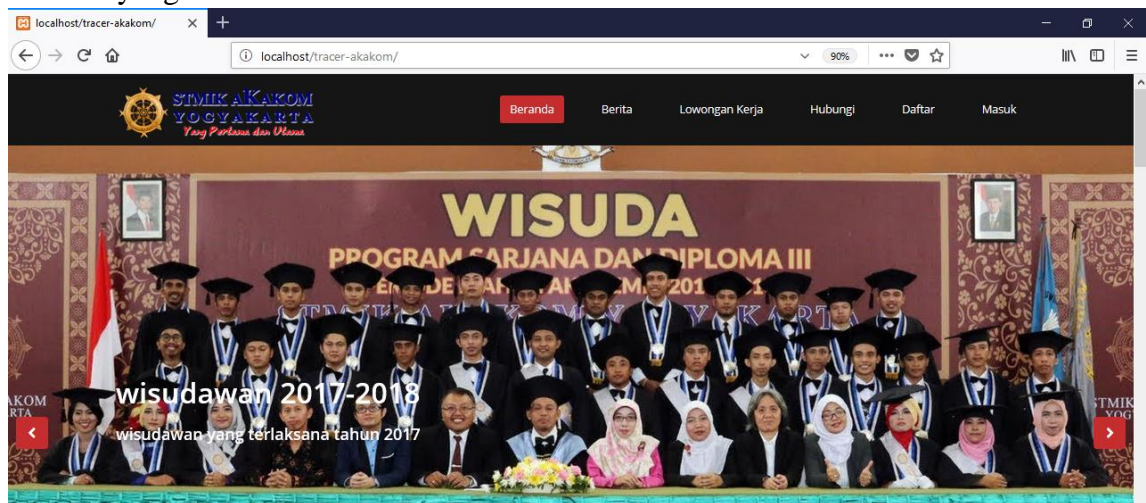 localhost/tracer-akakom/
localhost/tracer-akakom/
90%
STMIK AKAKOM
YOGYAKARTA
Yang Pertama dan Utama
Beranda
Berita
Lowongan Kerja
Hubungi
Daftar
Masuk
WISUDA
PROGRAM SARJANA DAN DIPLOMA III
wisudawan 2017-2018
wisudawan yang terlaksana tahun 2017